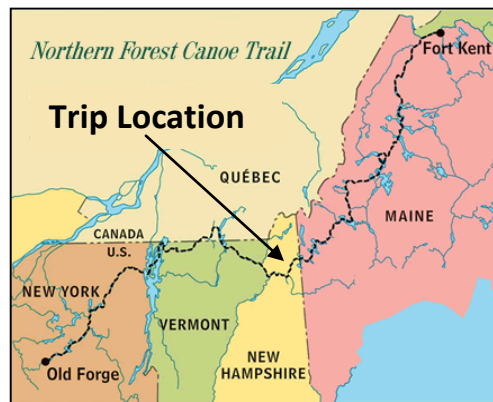 Northern Forest Canoe Trail
Fort Kent
Trip Location
QUÉBEC
MAINE
CANADA
U.S.
NEW YORK
VERMONT
NEW
HAMPSHIRE
Old Forge